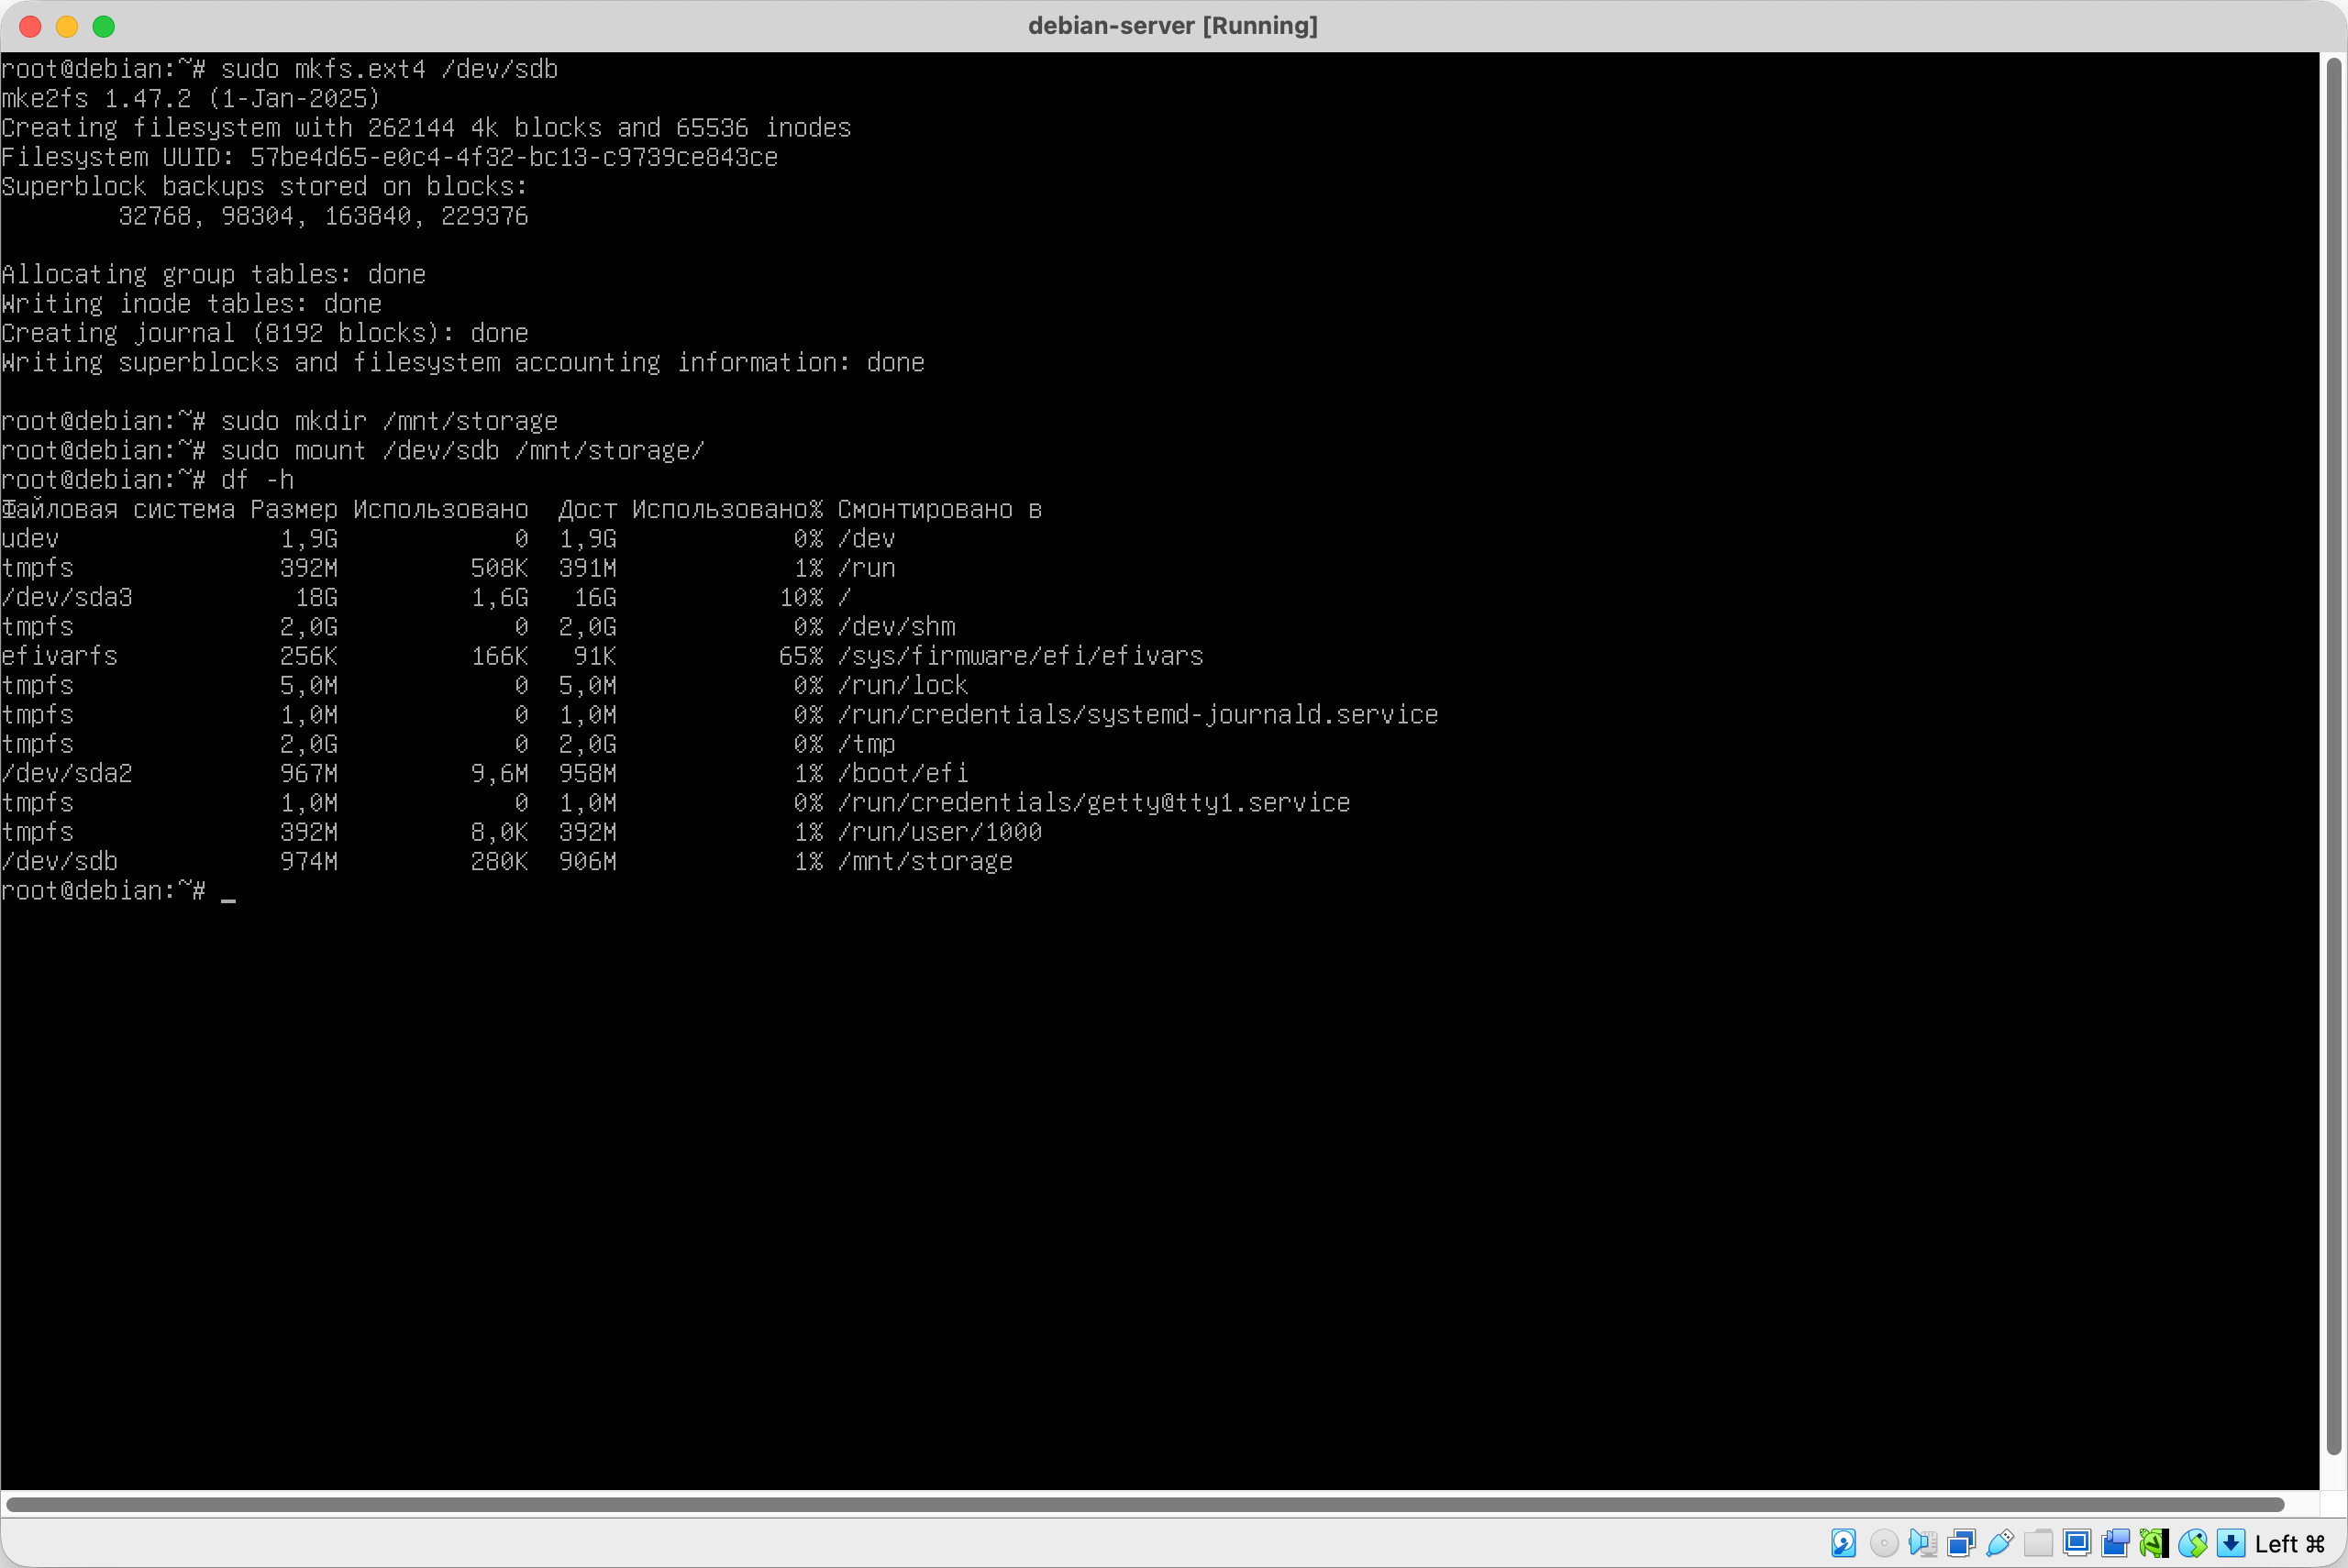 debian-server [Running]
root@debian:~# sudo mkfs.ext4 /dev/sdb
mke2fs 1.47.2 (1-Jan-2025)
Creating filesystem with 262144 4k blocks and 65536 inodes
Filesystem UUID: 57be4d65-e0c4-4f32-bc13-c9739ce843ce
Superblock backups stored on blocks:
        32768, 98304, 163840, 229376

Allocating group tables: done
Writing inode tables: done
Creating journal (8192 blocks): done
Writing superblocks and filesystem accounting information: done

root@debian:~# sudo mkdir /mnt/storage
root@debian:~# sudo mount /dev/sdb /mnt/storage/
root@debian:~# df -h
Файловая система Размер Использовано  Дост Использовано% Смонтировано в
udev               1,9G            0  1,9G            0% /dev
tmpfs              392M         508K  391M            1% /run
/dev/sda3           18G         1,6G   16G           10% /
tmpfs              2,0G            0  2,0G            0% /dev/shm
efivarfs           256K         166K   91K           65% /sys/firmware/efi/efivars
tmpfs              5,0M            0  5,0M            0% /run/lock
tmpfs              1,0M            0  1,0M            0% /run/credentials/systemd-journald.service
tmpfs              2,0G            0  2,0G            0% /tmp
/dev/sda2          967M         9,6M  958M            1% /boot/efi
tmpfs              1,0M            0  1,0M            0% /run/credentials/getty@tty1.service
tmpfs              392M         8,0K  392M            1% /run/user/1000
/dev/sdb           974M         280K  906M            1% /mnt/storage
root@debian:~# _
Left ⌘